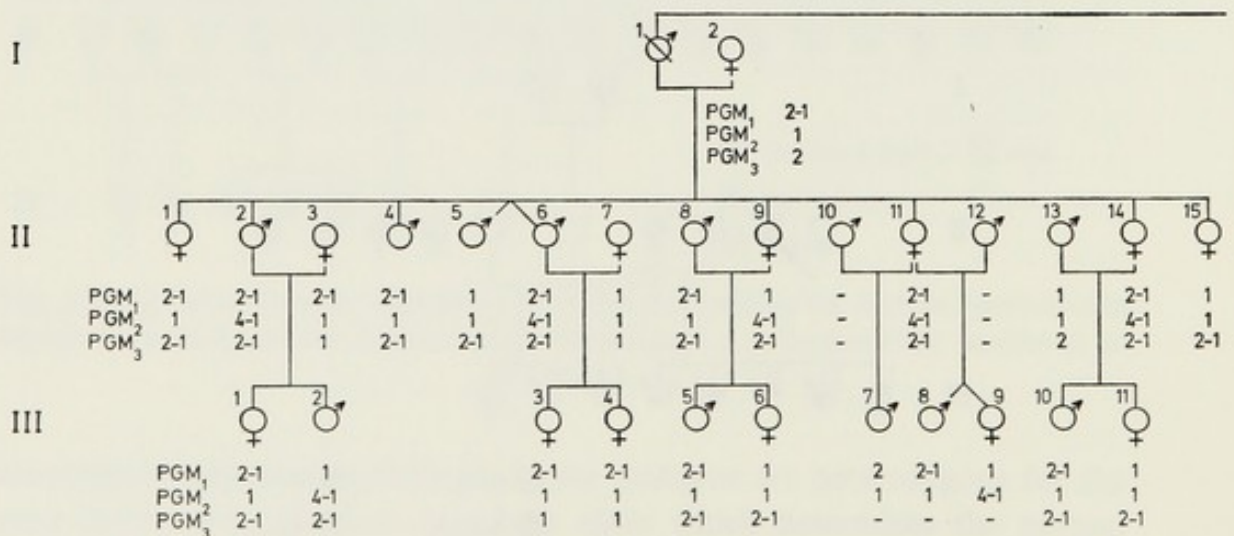 I
1 2
PGM₁ 2-1
PGM₂ 1
PGM₃ 2
II
1 2 3 4 5 6 7 8 9 10 11 12 13 14 15
PGM₁ 2-1 2-1 2-1 2-1 1 2-1 1 2-1 1 - 2-1 - 1 2-1 1
PGM₂ 1 4-1 1 1 1 4-1 1 1 4-1 - 4-1 - 1 4-1 1
PGM₃ 2-1 2-1 1 2-1 2-1 2-1 1 2-1 2-1 - 2-1 - 2 2-1 2-1
III
1 2 3 4 5 6 7 8 9 10 11
PGM₁ 2-1 1 2-1 2-1 2-1 1 2 2-1 1 2-1 1
PGM₂ 1 4-1 1 1 1 1 1 1 4-1 1 1
PGM₃ 2-1 2-1 1 1 2-1 2-1 - - - 2-1 2-1